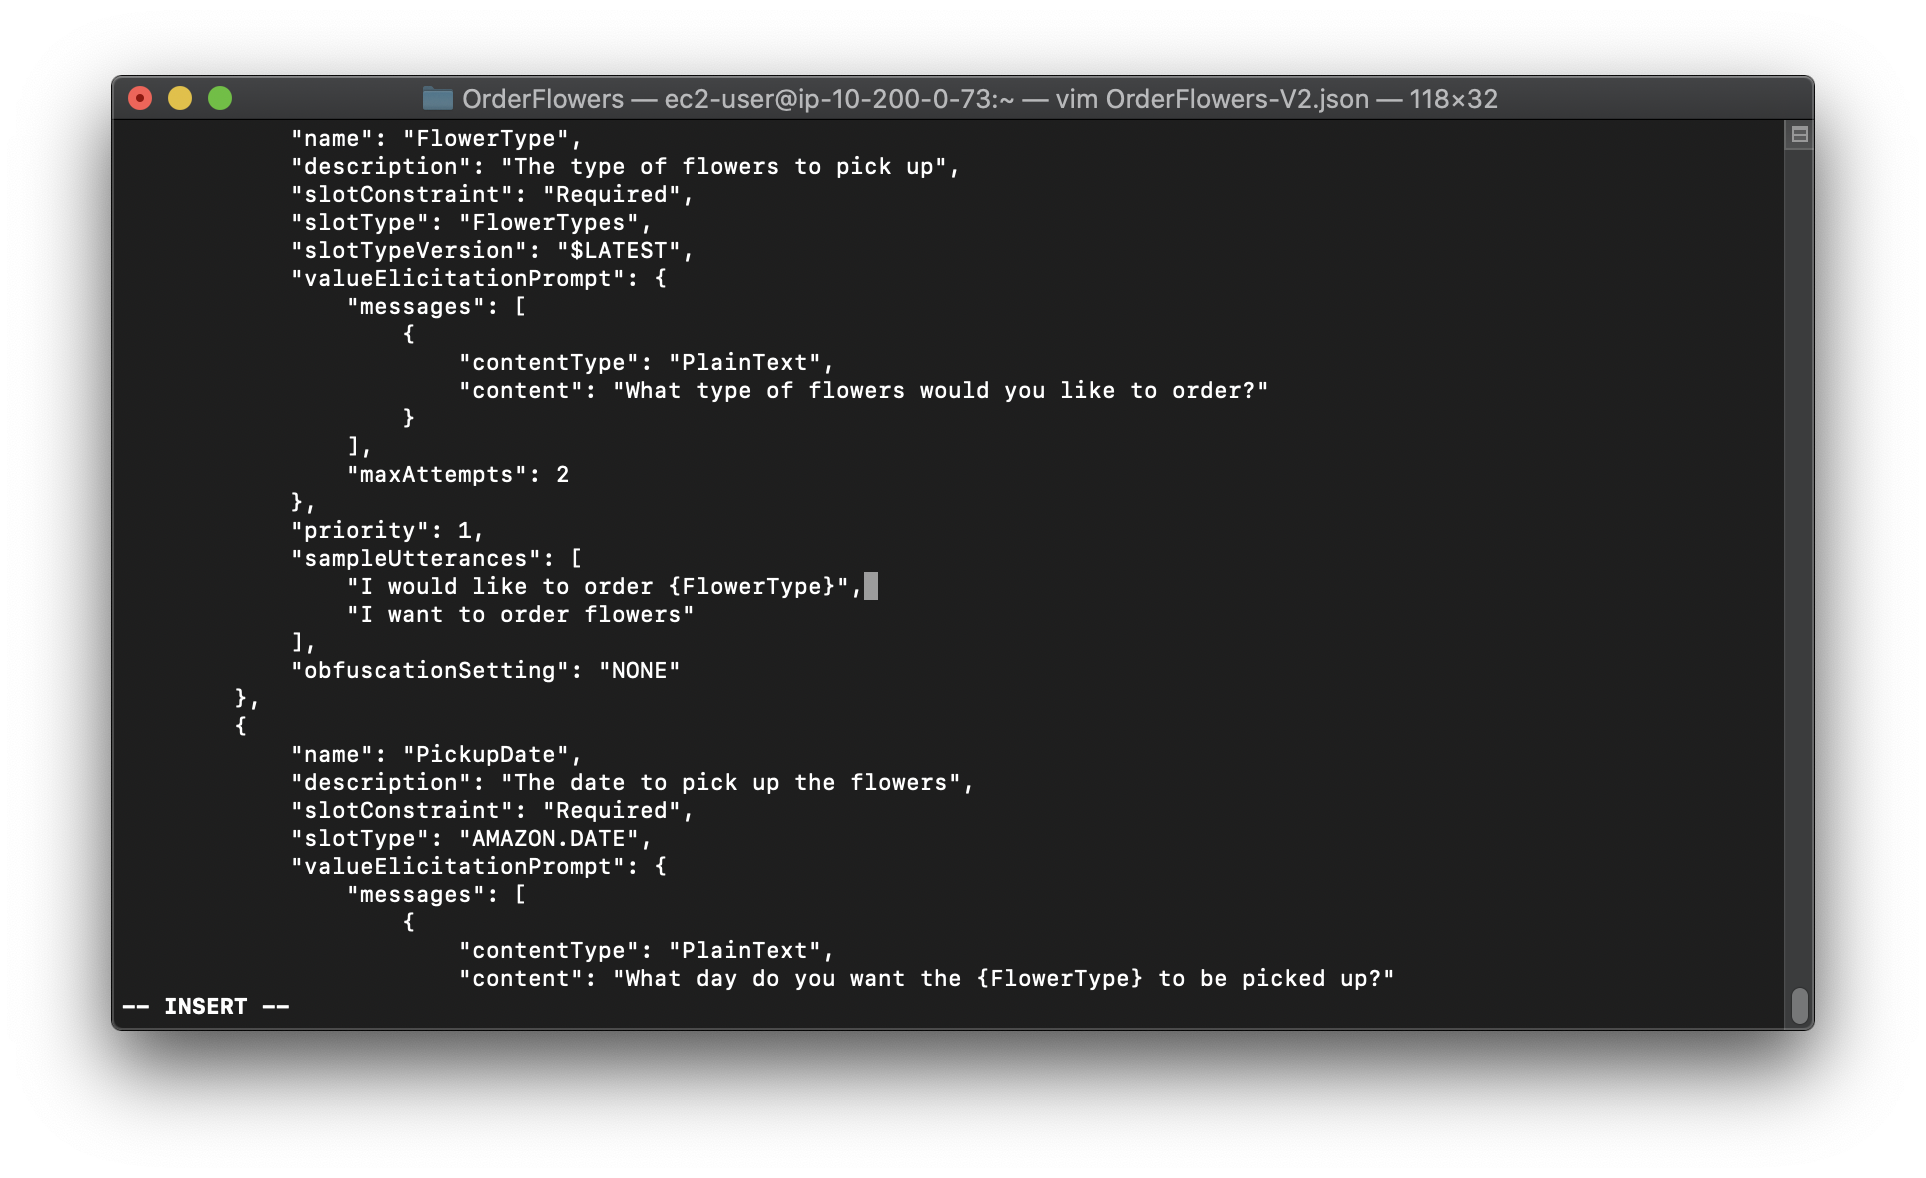 OrderFlowers — ec2-user@ip-10-200-0-73:~ — vim OrderFlowers-V2.json — 118×32
"name": "FlowerType",
"description": "The type of flowers to pick up",
"slotConstraint": "Required",
"slotType": "FlowerTypes",
"slotTypeVersion": "$LATEST",
"valueElicitationPrompt": {
"messages": [
{
"contentType": "PlainText",
"content": "What type of flowers would you like to order?"
}
],
"maxAttempts": 2
},
"priority": 1,
"sampleUtterances": [
"I would like to order {FlowerType}",
"I want to order flowers"
],
"obfuscationSetting": "NONE"
},
{
"name": "PickupDate",
"description": "The date to pick up the flowers",
"slotConstraint": "Required",
"slotType": "AMAZON.DATE",
"valueElicitationPrompt": {
"messages": [
{
"contentType": "PlainText",
"content": "What day do you want the {FlowerType} to be picked up?"
-- INSERT --